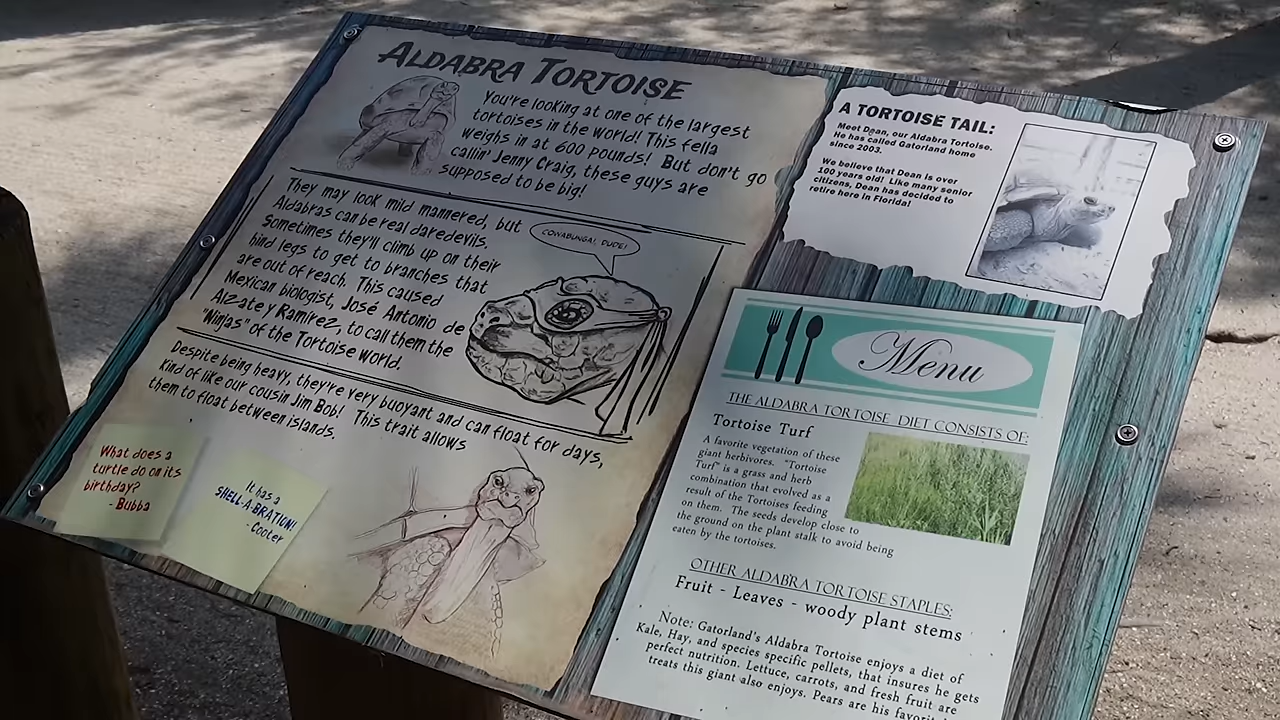 ALDABRA TORTOISE
You're looking at one of the largest
tortoises in the world! This fella
weighs in at 600 pounds! But don't go
callin' Jenny Craig, these guys are
supposed to be big!
They may look mild mannered, but
Aldabras can be real daredevils.
Sometimes they'll climb up on their
hind legs to get to branches that
are out of reach. This caused
Mexican biologist, José Antonio de
Alzate y Ramirez, to call them the
"Ninjas" of the Tortoise world.
COWABUNGA!, DUDE!
Despite being heavy, they're very buoyant and can float for days,
kind of like our cousin Jim Bob! This trait allows
them to float between islands.
What does a
turtle do on its
birthday?
- Bubba
It has a
SHELL-A-BRATION!
- Cooter
A TORTOISE TAIL:
Meet Dean, our Aldabra Tortoise.
He has called Gatorland home
since 2003.
We believe that Dean is over
100 years old! Like many senior
citizens, Dean has decided to
retire here in Florida!
Menu
THE ALDABRA TORTOISE DIET CONSISTS OF:
Tortoise Turf
A favorite vegetation of these
giant herbivores. "Tortoise
Turf" is a grass and herb
combination that evolved as a
result of the Tortoises feeding
on them. The seeds develop close to
the ground on the plant stalk to avoid being
eaten by the tortoises.
OTHER ALDABRA TORTOISE STAPLES:
Fruit - Leaves - woody plant stems
Note: Gatorland's Aldabra Tortoise enjoys a diet of
Kale, Hay, and species specific pellets, that insures he gets
perfect nutrition. Lettuce, carrots, and fresh fruit are
treats this giant also enjoys. Pears are his favorit